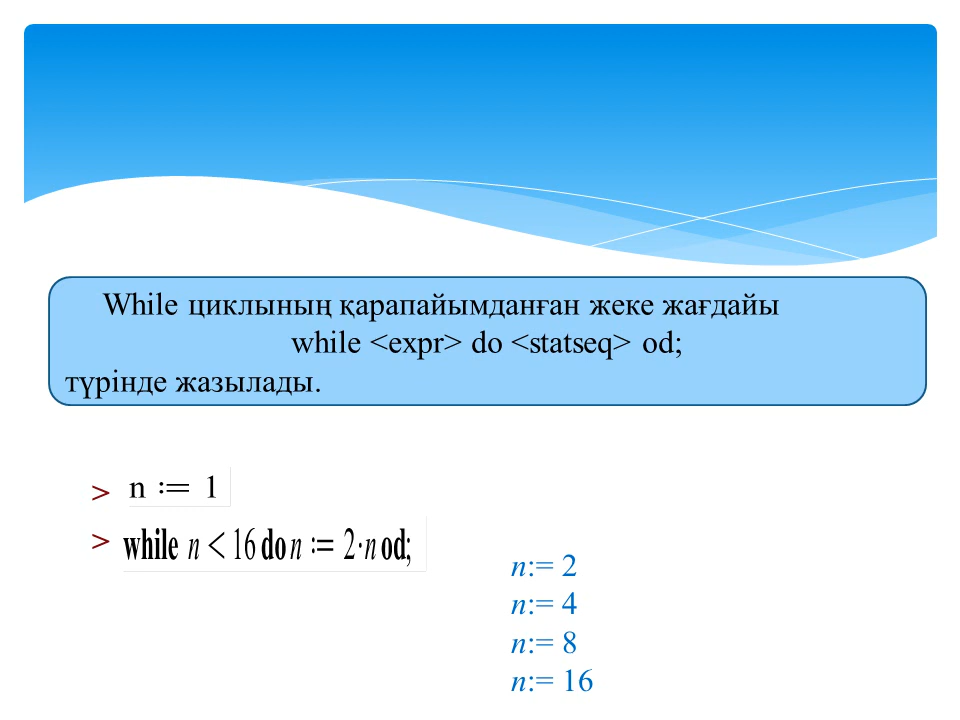 While циклының қарапайымданған жеке жағдайы
while <expr> do <statseq> od;
түрінде жазылады.
> n := 1
> while n < 16 do n := 2·n od;
n:= 2
n:= 4
n:= 8
n:= 16